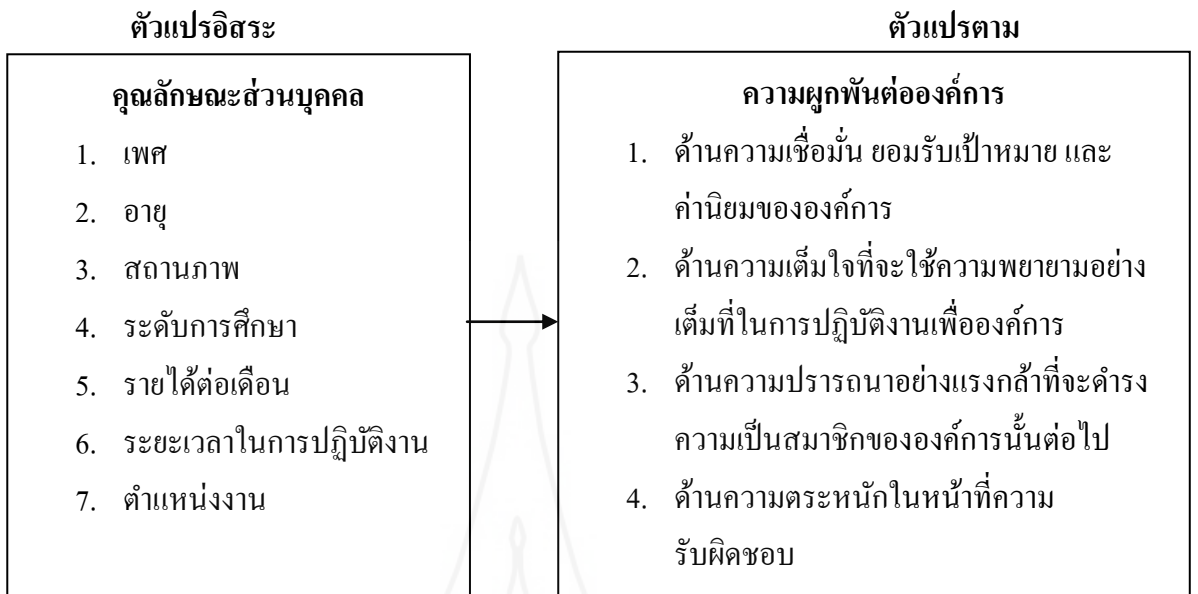 ตัวแปรอิสระ
คุณลักษณะส่วนบุคคล
1. เพศ
2. อายุ
3. สถานภาพ
4. ระดับการศึกษา
5. รายได้ต่อเดือน
6. ระยะเวลาในการปฏิบัติงาน
7. ตำแหน่งงาน
ตัวแปรตาม
ความผูกพันต่อองค์การ
1. ด้านความเชื่อมั่น ยอมรับเป้าหมาย และ
ค่านิยมขององค์การ
2. ด้านความเต็มใจที่จะใช้ความพยายามอย่าง
เต็มที่ในการปฏิบัติงานเพื่อองค์การ
3. ด้านความปรารถนาอย่างแรงกล้าที่จะดำรง
ความเป็นสมาชิกขององค์การนั้นต่อไป
4. ด้านความตระหนักในหน้าที่ความ
รับผิดชอบ